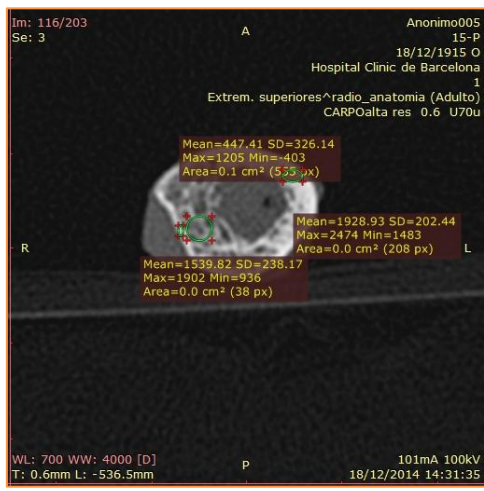 Im: 116/203
Se: 3
A
Anonimo005
15-P
18/12/1915 O
Hospital Clinic de Barcelona
1
Extrem. superiores^radio_anatomia (Adulto)
CARPOalta res 0.6 U70u
Mean=447.41 SD=326.14
Max=1205 Min=-403
Area=0.1 cm² (555 px)
Mean=1928.93 SD=202.44
Max=2474 Min=1483
Area=0.0 cm² (208 px)
R
L
Mean=1539.82 SD=238.17
Max=1902 Min=936
Area=0.0 cm² (38 px)
WL: 700 WW: 4000 [D]
T: 0.6mm L: -536.5mm
P
101mA 100kV
18/12/2014 14:31:35